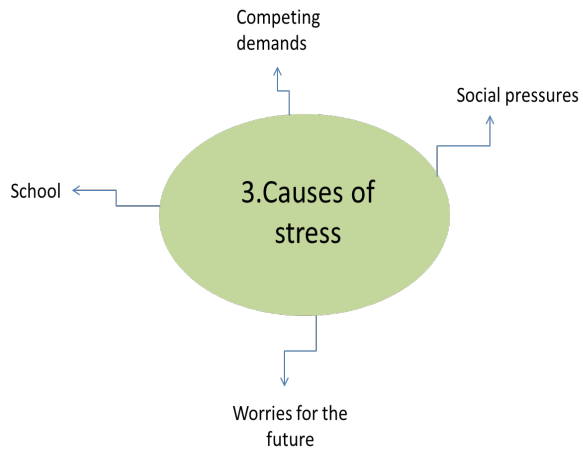 Competing
demands
Social pressures
School
3.Causes of
stress
Worries for the
future